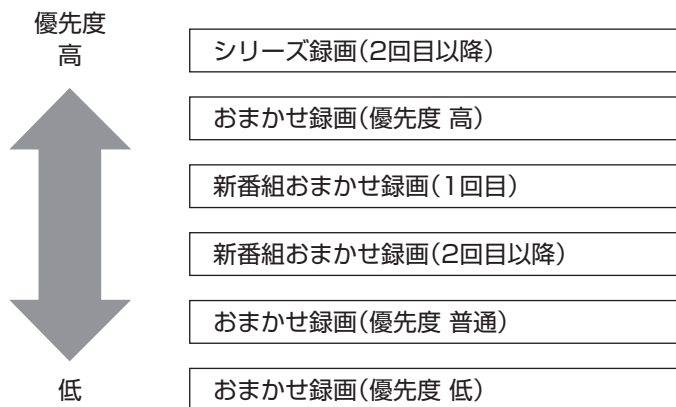 優先度
高
シリーズ録画(2回目以降)
おまかせ録画(優先度 高)
新番組おまかせ録画(1回目)
新番組おまかせ録画(2回目以降)
おまかせ録画(優先度 普通)
低
おまかせ録画(優先度 低)